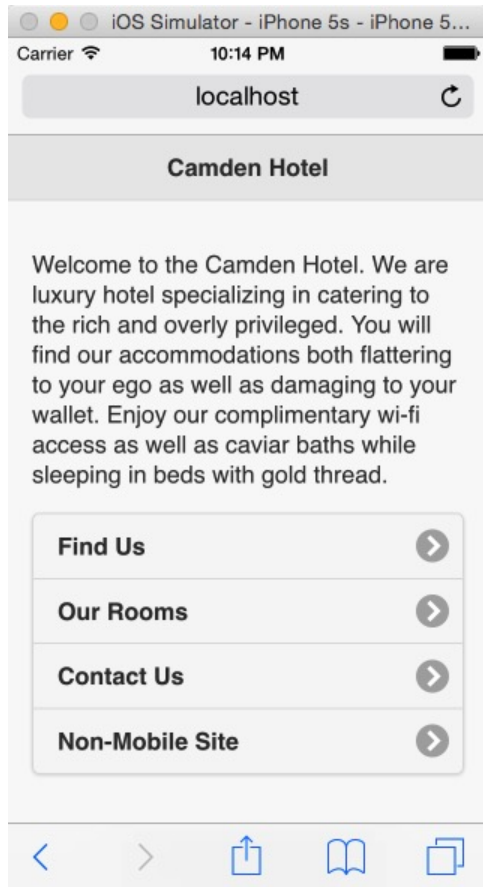 iOS Simulator - iPhone 5s - iPhone 5...
Carrier 10:14 PM
localhost
Camden Hotel
Welcome to the Camden Hotel. We are
luxury hotel specializing in catering to
the rich and overly privileged. You will
find our accommodations both flattering
to your ego as well as damaging to your
wallet. Enjoy our complimentary wi-fi
access as well as caviar baths while
sleeping in beds with gold thread.
Find Us
Our Rooms
Contact Us
Non-Mobile Site